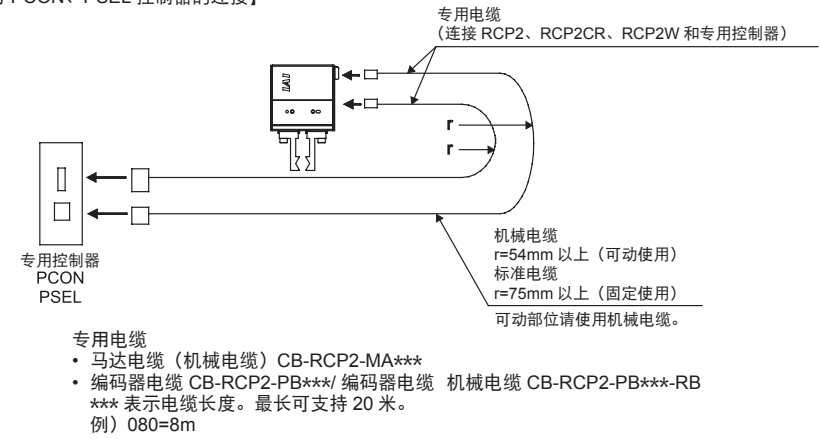 PCON、PSEL 控制器的连接】
专用电缆
（连接 RCP2、RCP2CR、RCP2W 和专用控制器）
IAI
r
r
专用控制器
PCON
PSEL
机械电缆
r=54mm 以上（可动使用）
标准电缆
r=75mm 以上（固定使用）
可动部位请使用机械电缆。
专用电缆
• 马达电缆（机械电缆）CB-RCP2-MA***
• 编码器电缆 CB-RCP2-PB***/ 编码器电缆 机械电缆 CB-RCP2-PB***-RB
*** 表示电缆长度。最长可支持 20 米。
例）080=8m